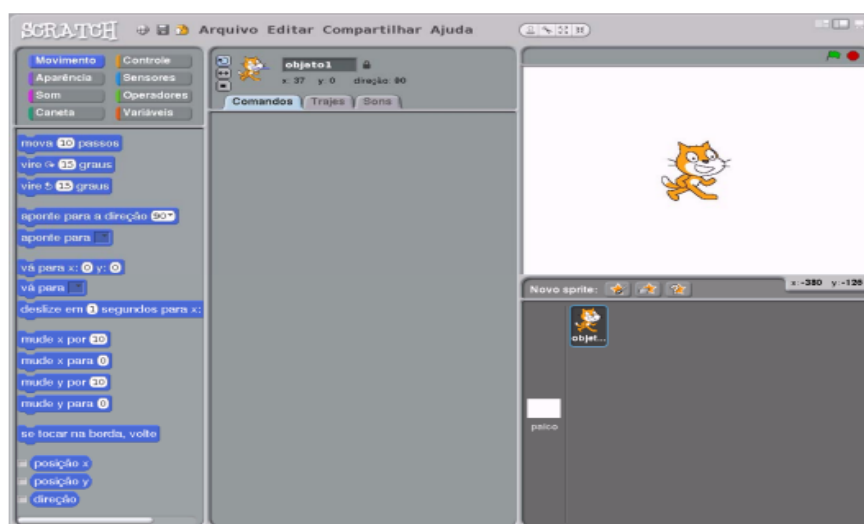 SCRATCH Arquivo Editar Compartilhar Ajuda
Movimento Controle
Aparência Sensores
Som Operadores
Caneta Variáveis
objeto1
x: 37 y: 0 direção: 90
Comandos Trajes Sons
mova 10 passos
vire 15 graus
vire 15 graus
aponte para a direção 90
aponte para
vá para x: 0 y: 0
vá para
deslize em 1 segundos para x:
mude x por 10
mude x para 0
mude y por 10
mude y para 0
se tocar na borda, volte
posição x
posição y
direção
Novo sprite:
x: -380 y: -126
objet...
palco